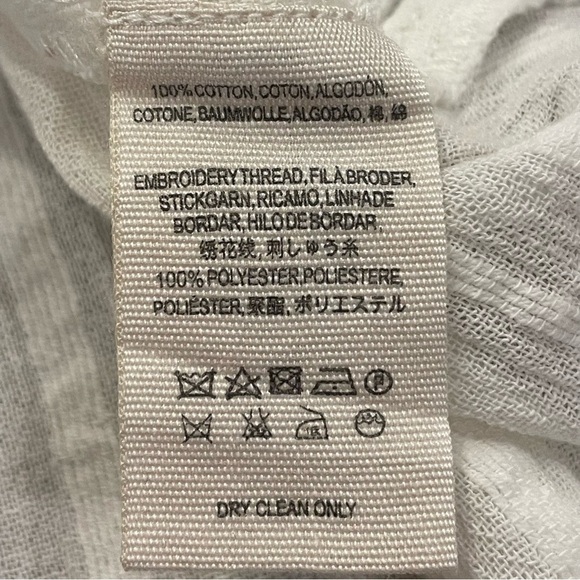 100% COTTON, COTON, ALGODÓN,
COTONE, BAUMWOLLE, ALGODÃO, 棉, 綿
EMBROIDERY THREAD, FIL À BRODER,
STICKGARN, RICAMO, LINHA DE
BORDAR, HILO DE BORDAR,
绣花线, 刺しゅう糸
100% POLYESTER, POLIESTERE,
POLIÉSTER, 聚酯, ポリエステル
P
DRY CLEAN ONLY